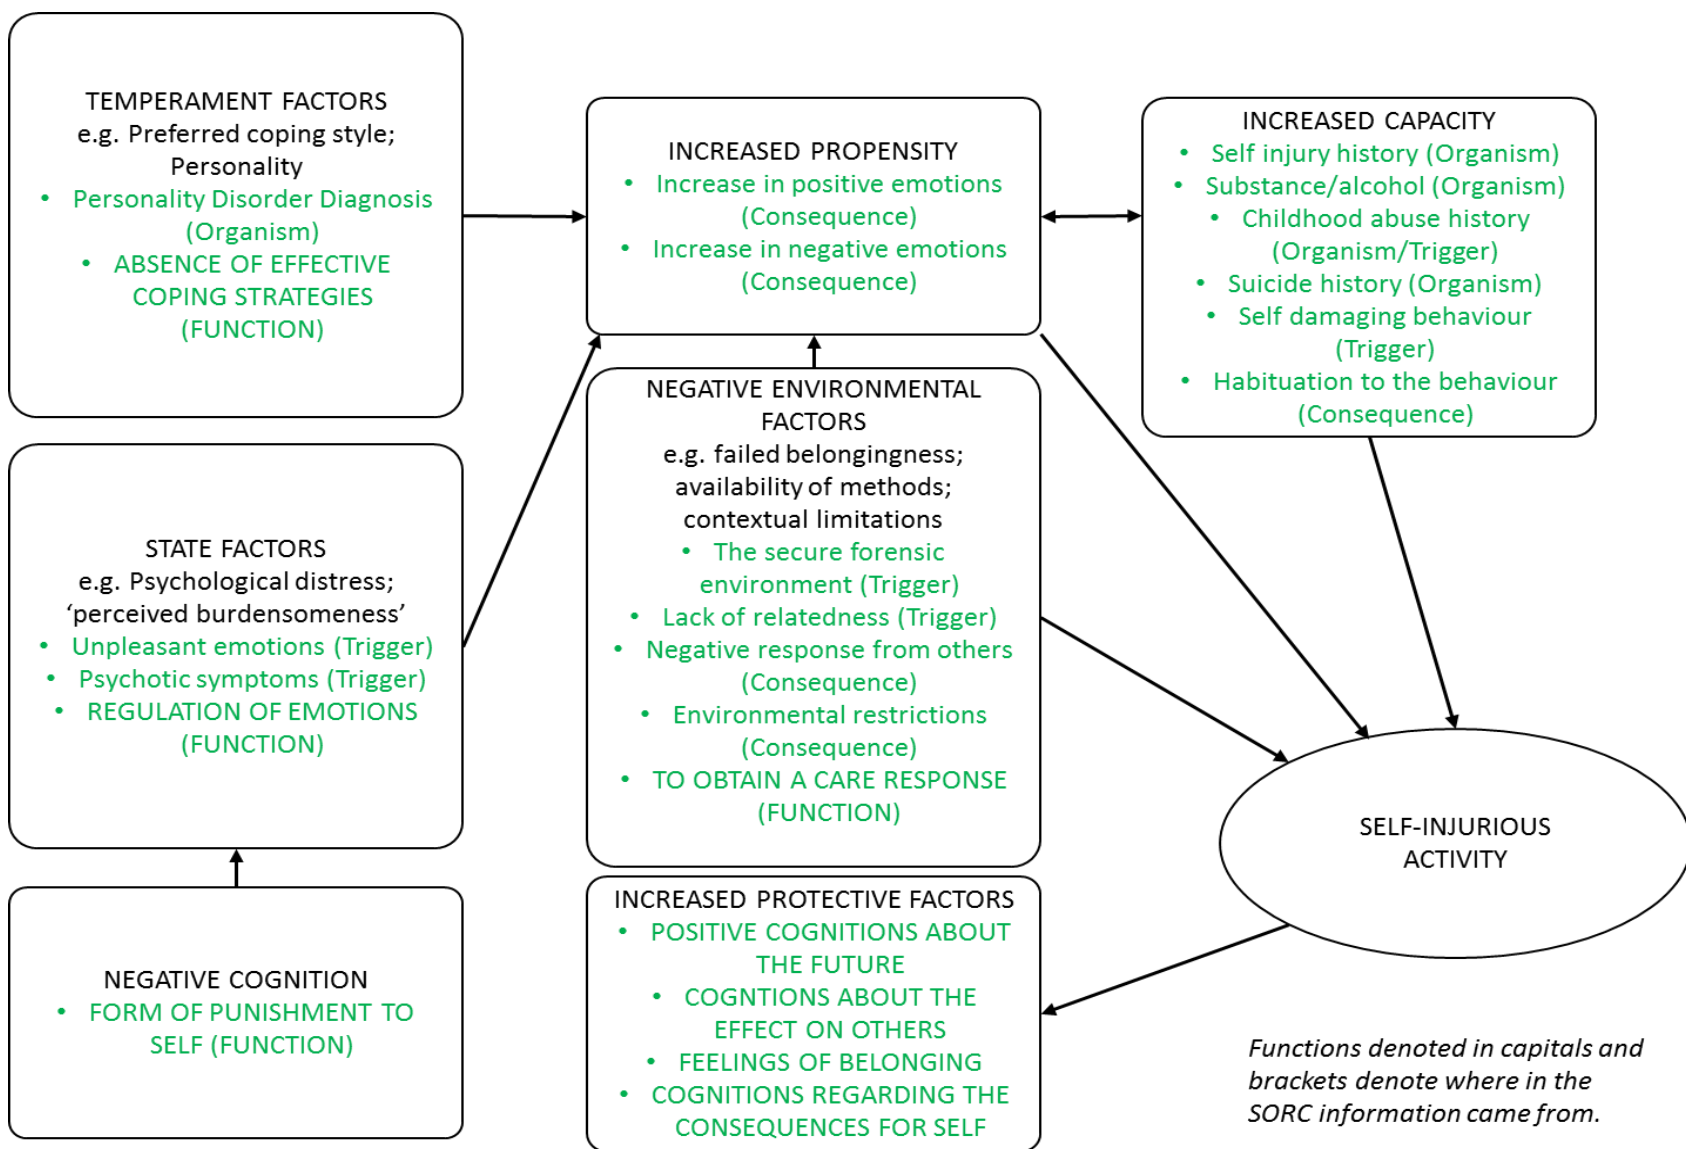 TEMPERAMENT FACTORS
e.g. Preferred coping style;
Personality
• Personality Disorder Diagnosis
(Organism)
• ABSENCE OF EFFECTIVE
COPING STRATEGIES
(FUNCTION)
STATE FACTORS
e.g. Psychological distress;
‘perceived burdensomeness’
• Unpleasant emotions (Trigger)
• Psychotic symptoms (Trigger)
• REGULATION OF EMOTIONS
(FUNCTION)
NEGATIVE COGNITION
• FORM OF PUNISHMENT TO
SELF (FUNCTION)
INCREASED PROPENSITY
• Increase in positive emotions
(Consequence)
• Increase in negative emotions
(Consequence)
NEGATIVE ENVIRONMENTAL
FACTORS
e.g. failed belongingness;
availability of methods;
contextual limitations
• The secure forensic
environment (Trigger)
• Lack of relatedness (Trigger)
• Negative response from others
(Consequence)
• Environmental restrictions
(Consequence)
• TO OBTAIN A CARE RESPONSE
(FUNCTION)
INCREASED PROTECTIVE FACTORS
• POSITIVE COGNITIONS ABOUT
THE FUTURE
• COGNTIONS ABOUT THE
EFFECT ON OTHERS
• FEELINGS OF BELONGING
• COGNITIONS REGARDING THE
CONSEQUENCES FOR SELF
INCREASED CAPACITY
• Self injury history (Organism)
• Substance/alcohol (Organism)
• Childhood abuse history
(Organism/Trigger)
• Suicide history (Organism)
• Self damaging behaviour
(Trigger)
• Habituation to the behaviour
(Consequence)
SELF-INJURIOUS
ACTIVITY
Functions denoted in capitals and
brackets denote where in the
SORC information came from.